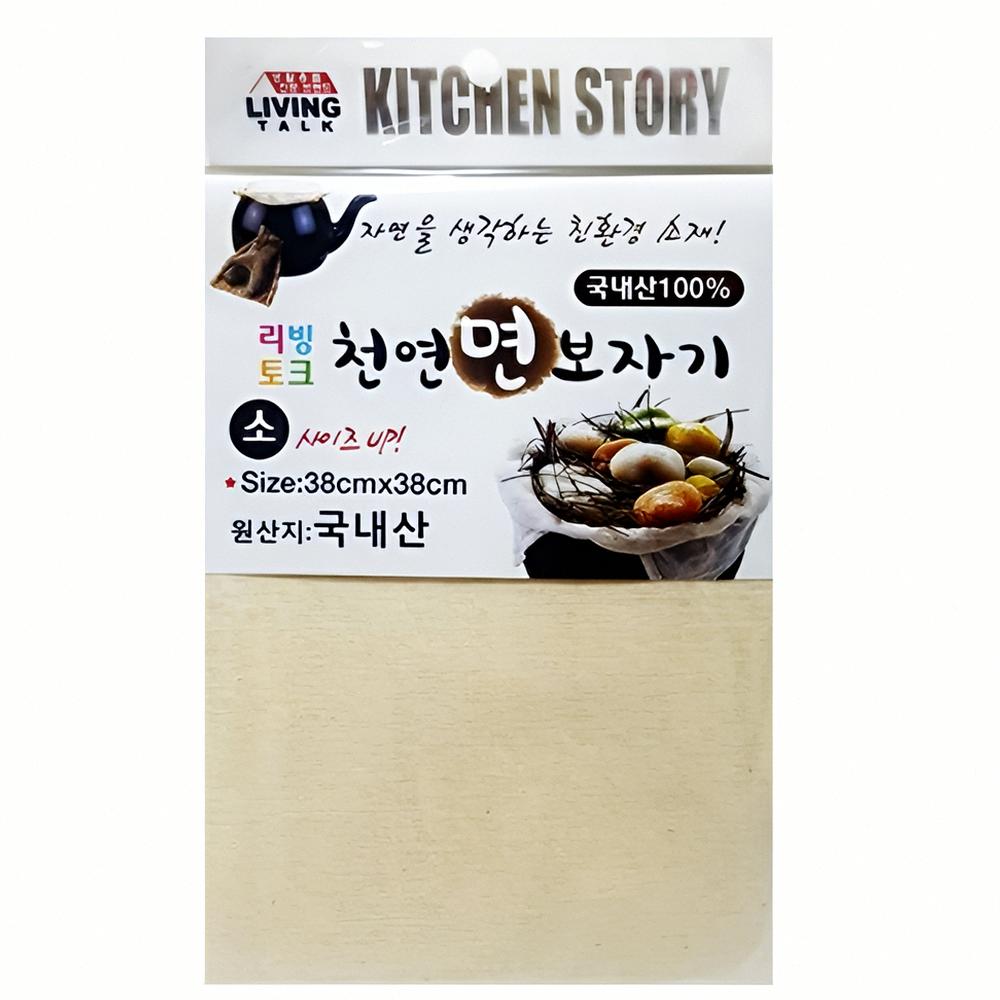 LIVING
TALK
KITCHEN STORY
자연을 생각하는 친환경 소재!
국내산100%
리빙
토크
천연면보자기
소 사이즈 UP!
Size:38cmx38cm
원산지:국내산